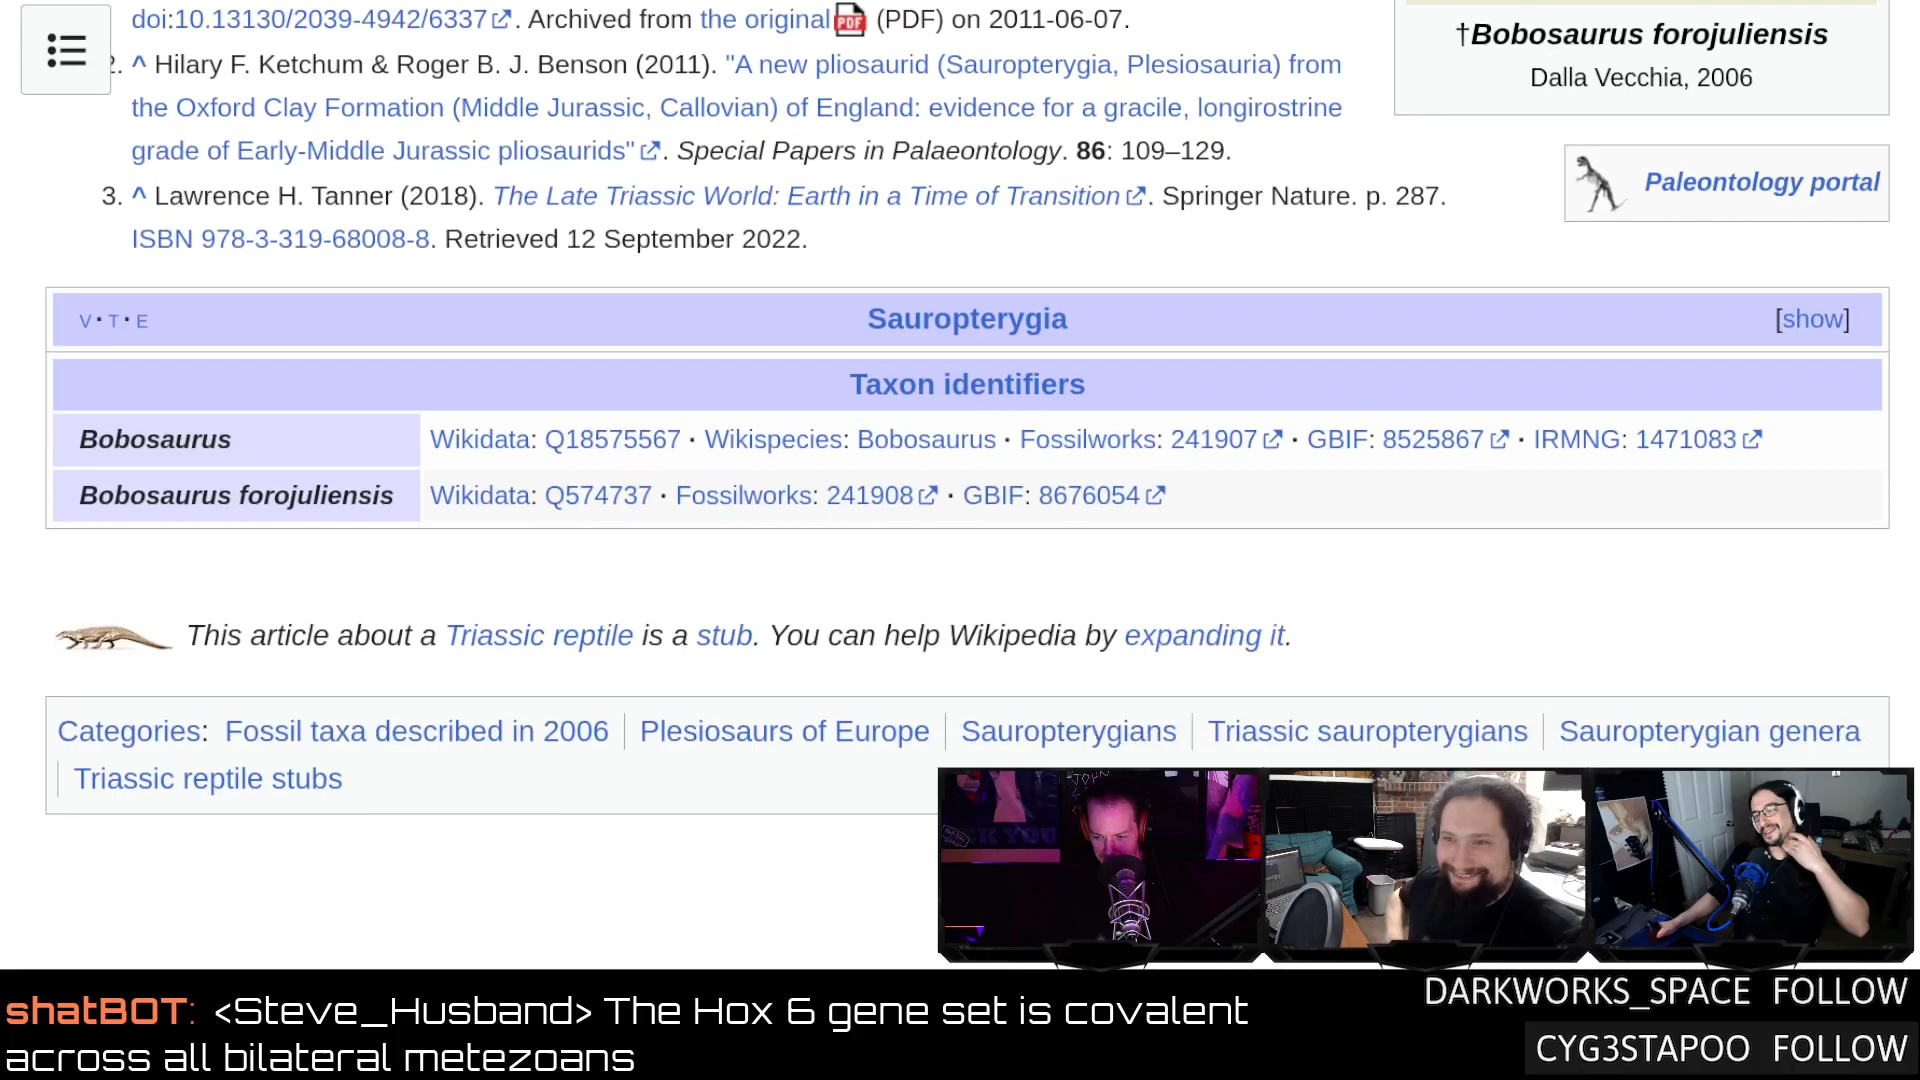 doi:10.13130/2039-4942/6337. Archived from the original (PDF) on 2011-06-07.
2. ^ Hilary F. Ketchum & Roger B. J. Benson (2011). "A new pliosaurid (Sauropterygia, Plesiosauria) from
the Oxford Clay Formation (Middle Jurassic, Callovian) of England: evidence for a gracile, longirostrine
grade of Early-Middle Jurassic pliosaurids". Special Papers in Palaeontology. 86: 109–129.
3. ^ Lawrence H. Tanner (2018). The Late Triassic World: Earth in a Time of Transition. Springer Nature. p. 287.
ISBN 978-3-319-68008-8. Retrieved 12 September 2022.
†Bobosaurus forojuliensis
Dalla Vecchia, 2006
Paleontology portal
V · T · E Sauropterygia [show]
Taxon identifiers
Bobosaurus Wikidata: Q18575567 · Wikispecies: Bobosaurus · Fossilworks: 241907 · GBIF: 8525867 · IRMNG: 1471083
Bobosaurus forojuliensis Wikidata: Q574737 · Fossilworks: 241908 · GBIF: 8676054
This article about a Triassic reptile is a stub. You can help Wikipedia by expanding it.
Categories: Fossil taxa described in 2006 | Plesiosaurs of Europe | Sauropterygians | Triassic sauropterygians | Sauropterygian genera
| Triassic reptile stubs
shatBOT: <Steve_Husband> The Hox 6 gene set is covalent
across all bilateral metezoans
DARKWORKS_SPACE FOLLOW
CYG3STAPOO FOLLOW